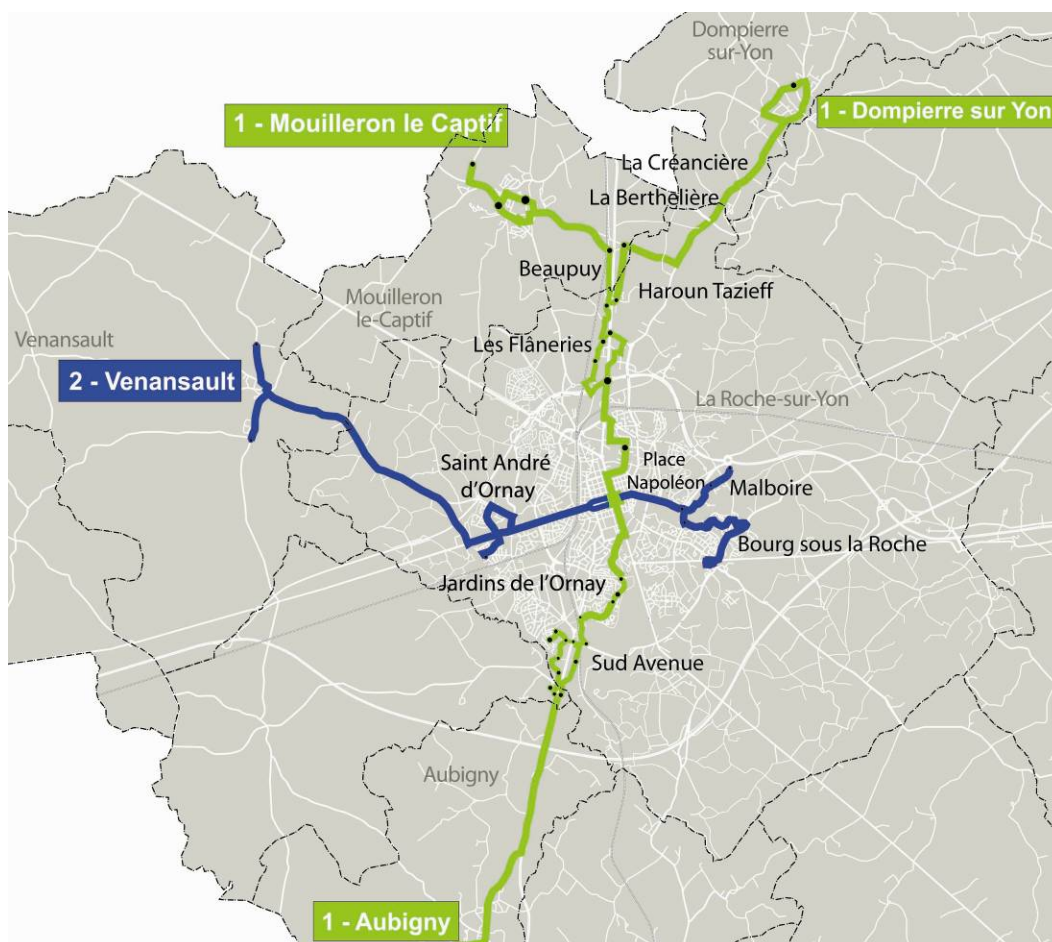 Dompierre
sur-Yon
1 - Mouilleron le Captif
1 - Dompierre sur Yon
La Créancière
La Berthelière
Beaupuy
Haroun Tazieff
Mouilleron
le-Captif
Venansault
Les Flâneries
2 - Venansault
La Roche-sur-Yon
Saint André
d'Ornay
Place
Napoléon
Malboire
Bourg sous la Roche
Jardins de l'Ornay
Sud Avenue
Aubigny
1 - Aubigny